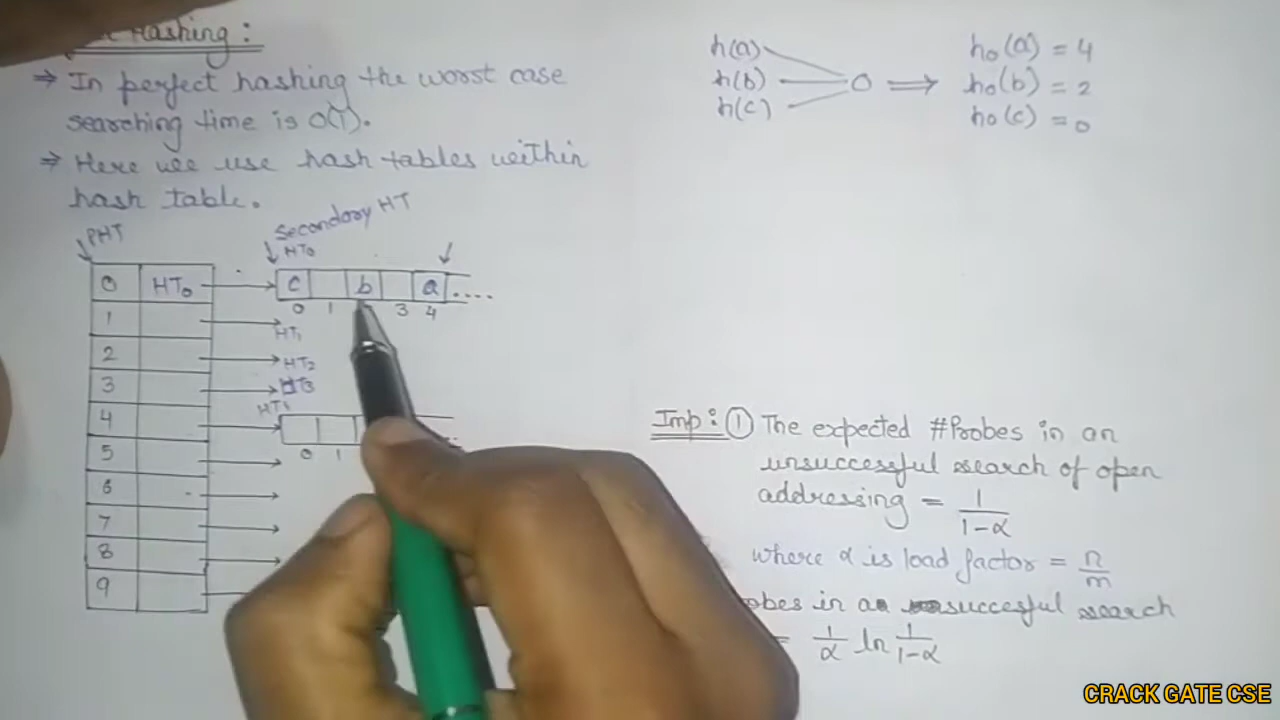 Hashing :
⇒ In perfect hashing the worst case
searching time is O(1).
⇒ Here we use hash tables within
hash table.
PHT
Secondary HT
HT0
0 HT0 c b a ....
0 1 3 4
1 HT1
2 HT2
3 HT3
4
0 1
5
6
7
8
9
h(a)
h(b) 0 ⇒
h(c)
h0(a) = 4
h0(b) = 2
h0(c) = 0
Imp: ① The expected #Probes in an
unsuccessful search of open
addressing = 1/(1-α)
where α is load factor = n/m
obes in a successful search
= 1/α ln 1/(1-α)
CRACK GATE CSE